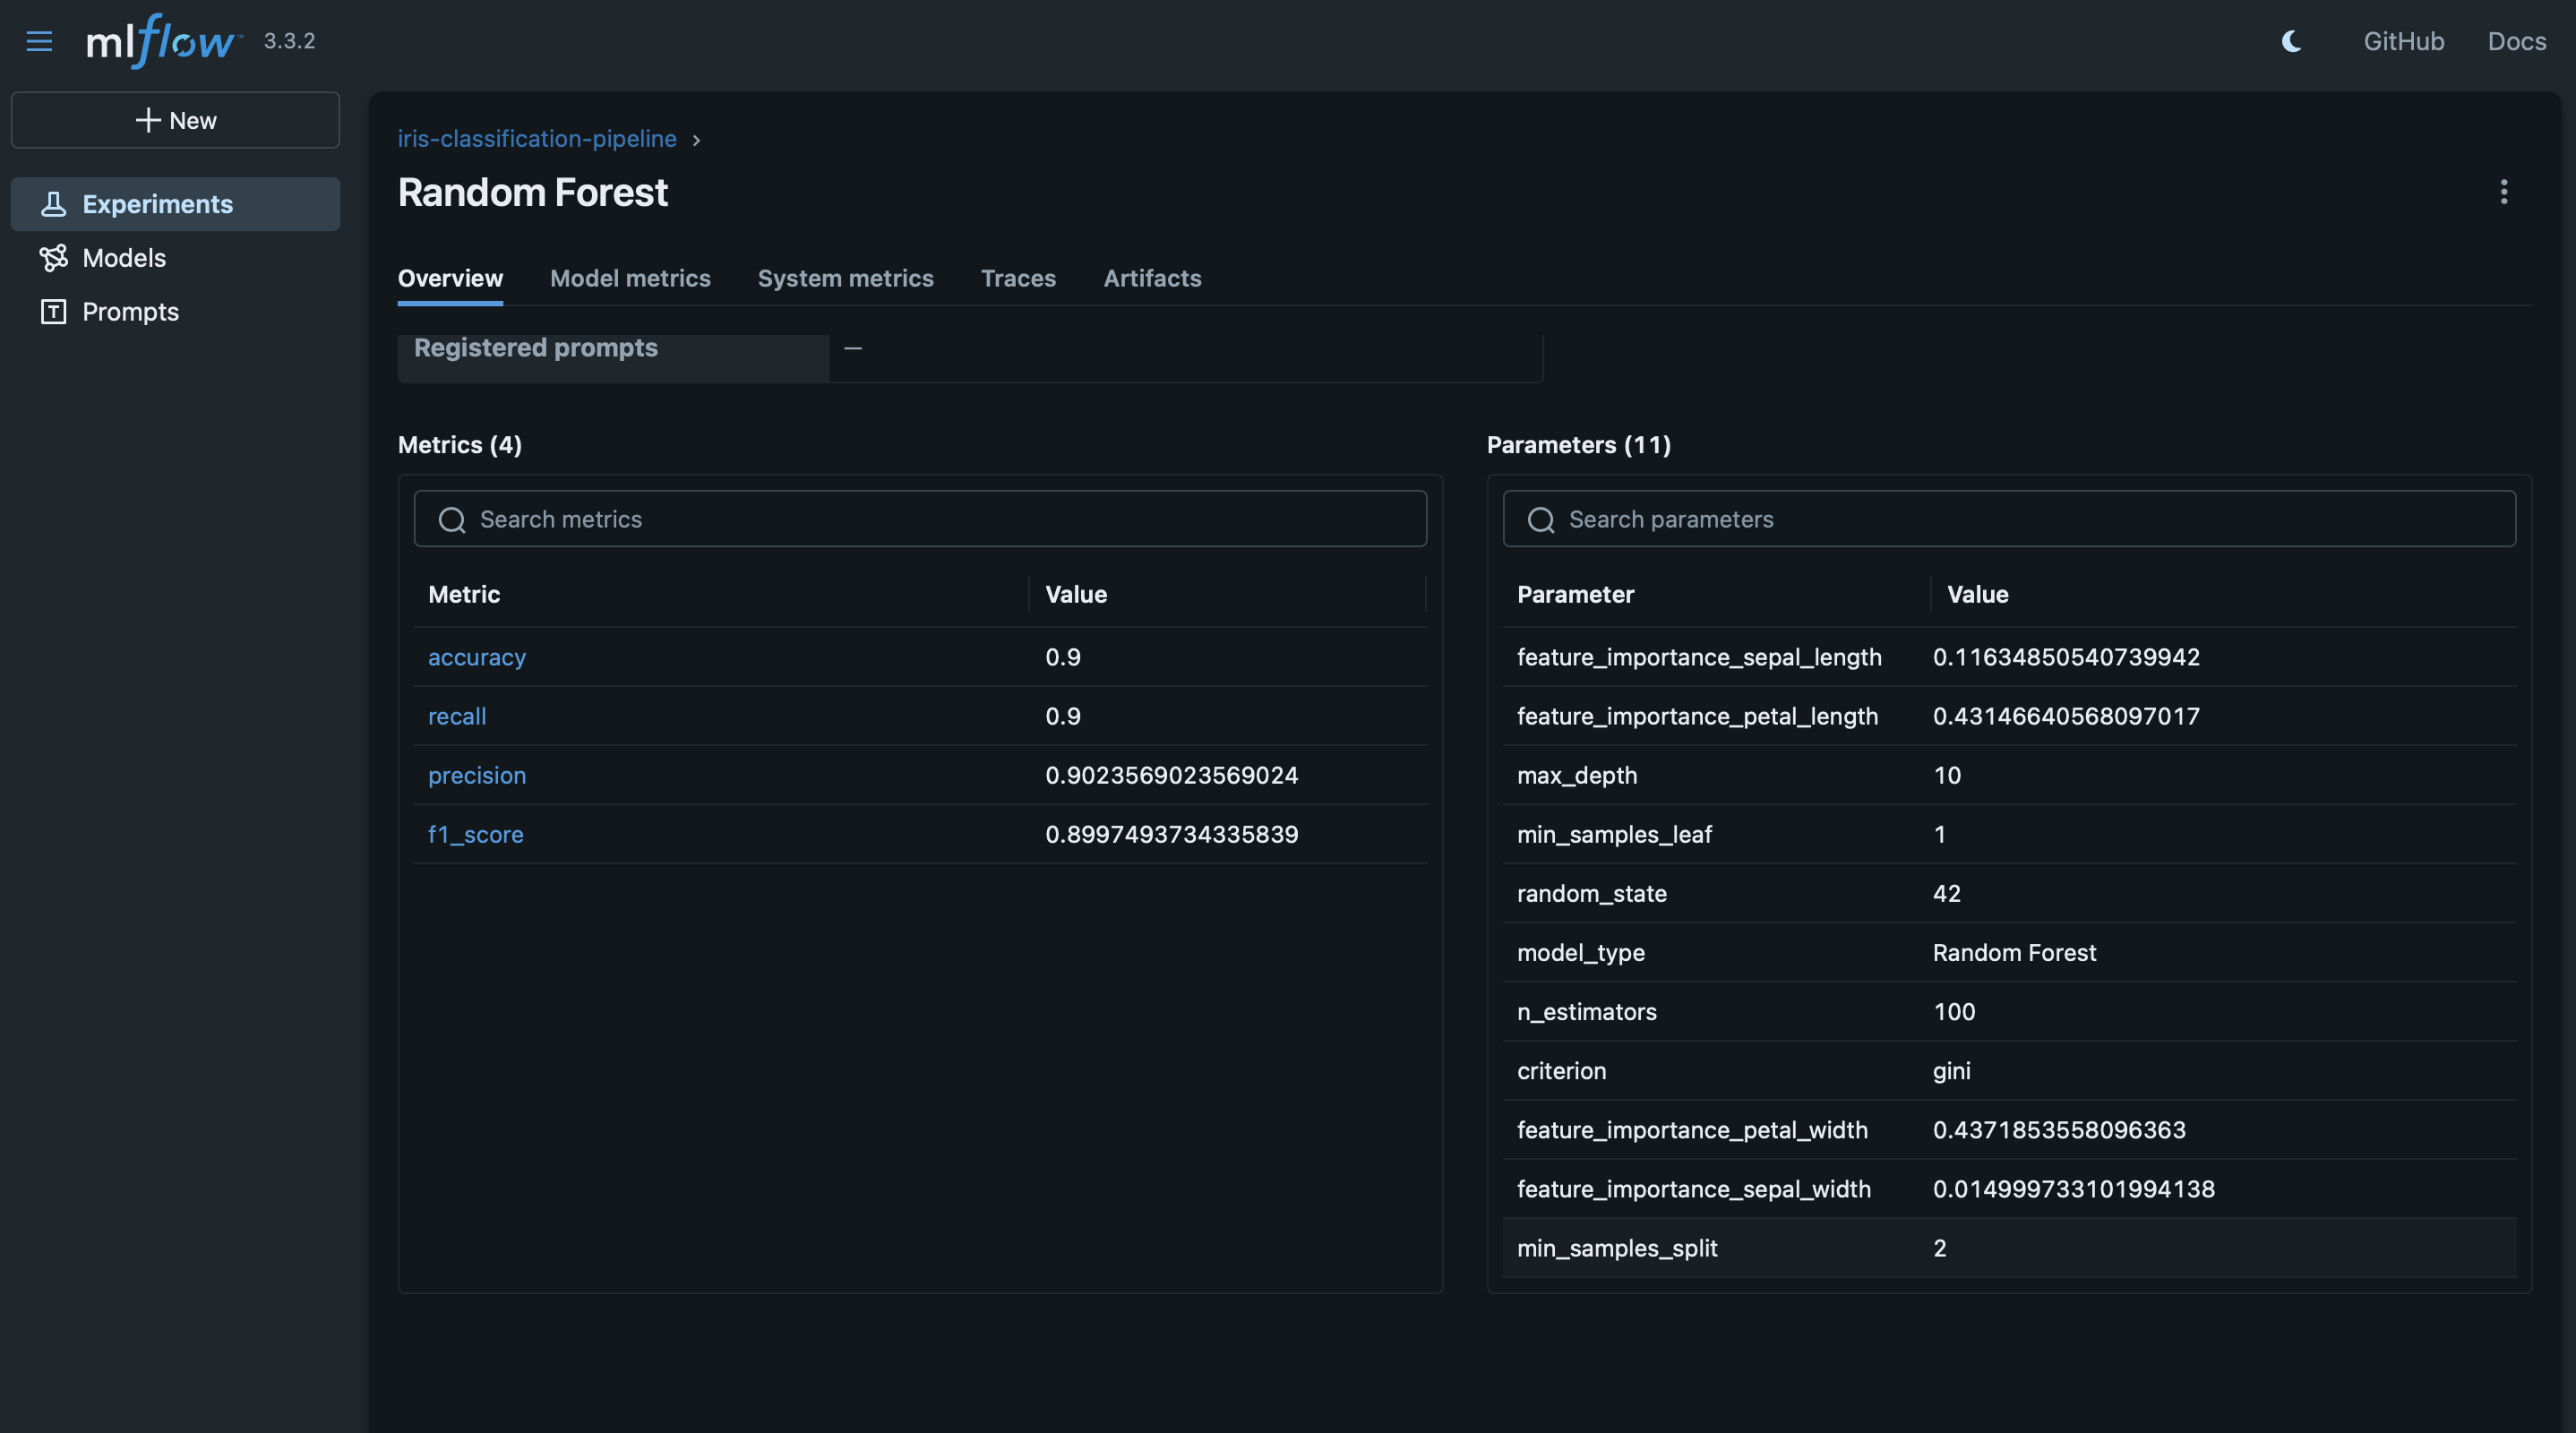 mlflow™ 3.3.2
GitHub Docs
New
Experiments
Models
Prompts
iris-classification-pipeline ›
Random Forest
Overview Model metrics System metrics Traces Artifacts
Registered prompts —
Metrics (4)
Search metrics
Metric Value
accuracy 0.9
recall 0.9
precision 0.9023569023569024
f1_score 0.8997493734335839
Parameters (11)
Search parameters
Parameter Value
feature_importance_sepal_length 0.11634850540739942
feature_importance_petal_length 0.43146640568097017
max_depth 10
min_samples_leaf 1
random_state 42
model_type Random Forest
n_estimators 100
criterion gini
feature_importance_petal_width 0.4371853558096363
feature_importance_sepal_width 0.014999733101994138
min_samples_split 2